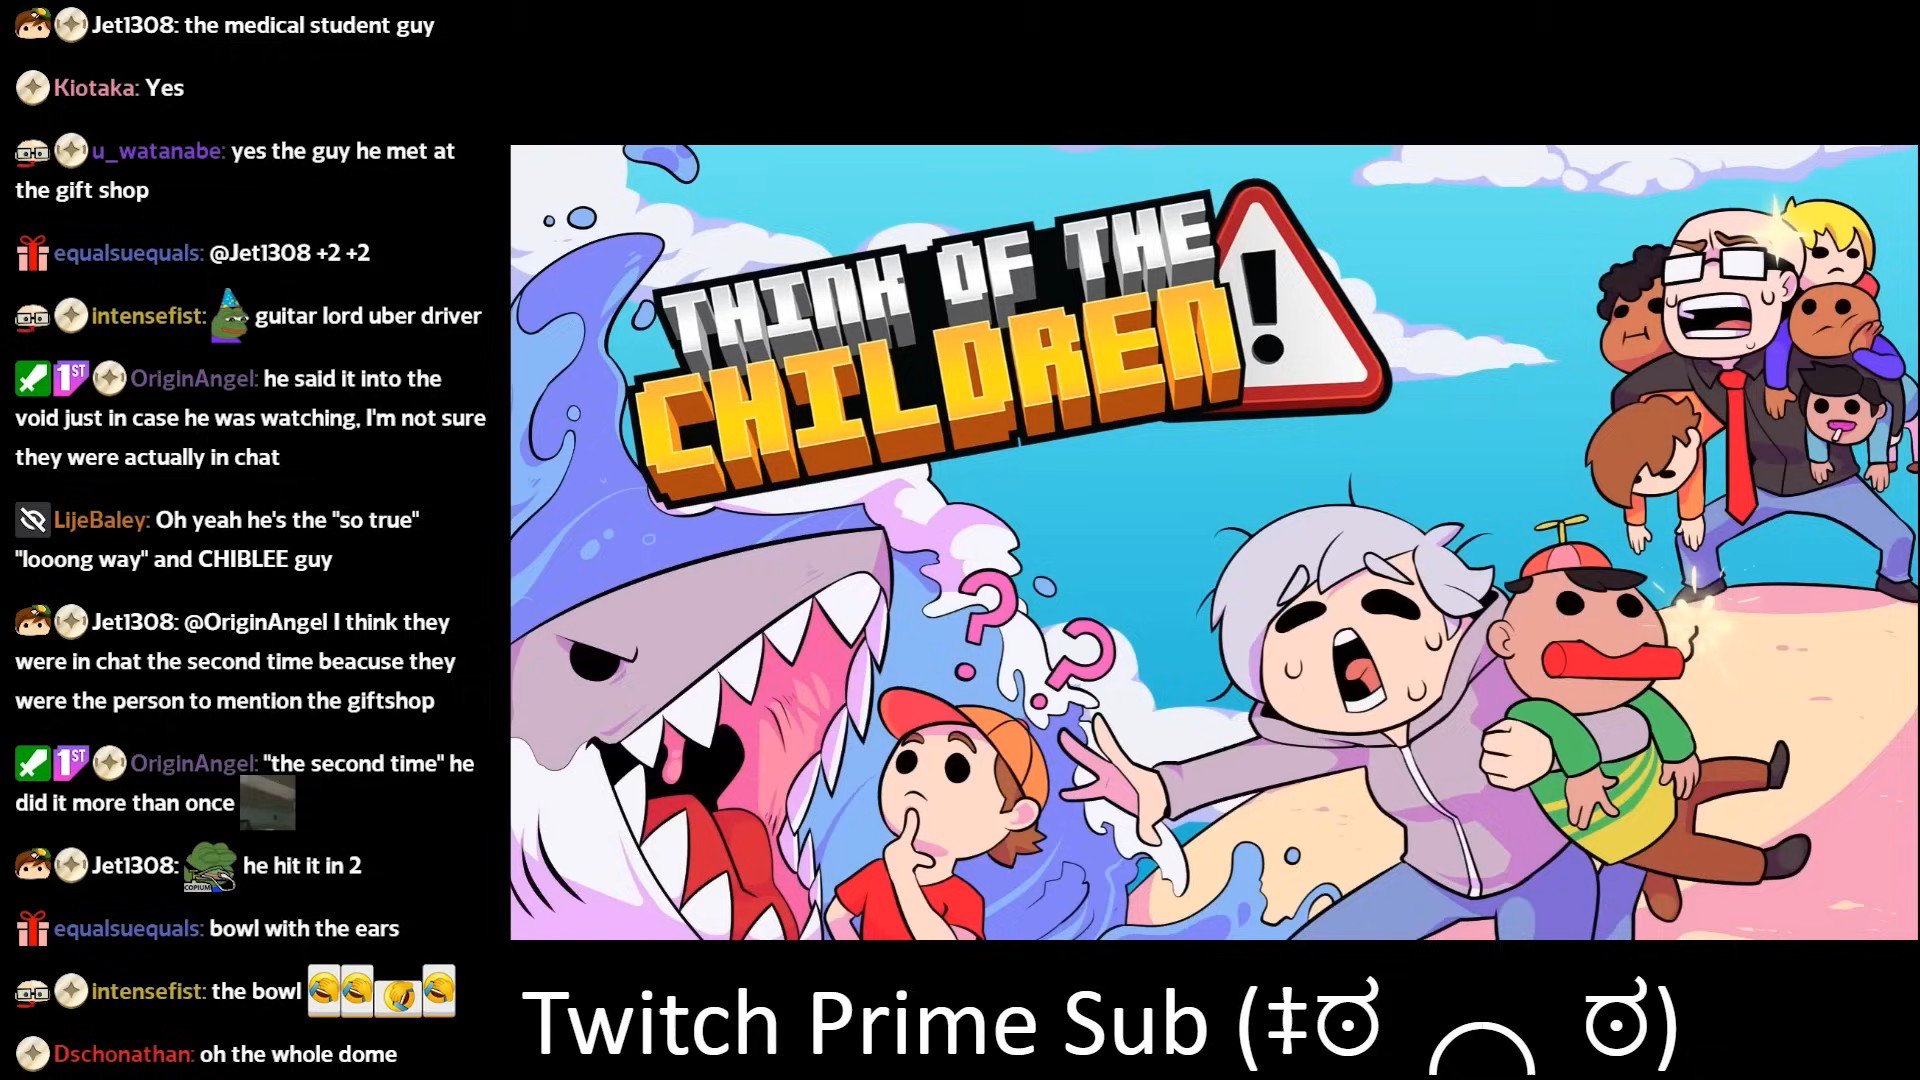 Jet1308: the medical student guy
Kiotaka: Yes
u_watanabe: yes the guy he met at
the gift shop
equalsuequals: @Jet1308 +2 +2
intensefist: guitar lord uber driver
1ST OriginAngel: he said it into the
void just in case he was watching, I'm not sure
they were actually in chat
LijeBaley: Oh yeah he's the "so true"
"looong way" and CHIBLEE guy
Jet1308: @OriginAngel I think they
were in chat the second time beacuse they
were the person to mention the giftshop
1ST OriginAngel: "the second time" he
did it more than once
Jet1308: COPIUM he hit it in 2
equalsuequals: bowl with the ears
intensefist: the bowl
Dschonathan: oh the whole dome
THINK OF THE
CHILDREN!
? ?
Twitch Prime Sub (‡ಠ ⁔ ಠ)